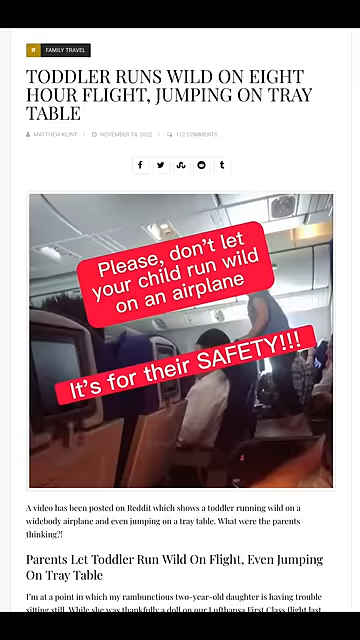 FAMILY TRAVEL
TODDLER RUNS WILD ON EIGHT
HOUR FLIGHT, JUMPING ON TRAY
TABLE
MATTHEW KLINT / NOVEMBER 24, 2022 / 112 COMMENTS
Please, don't let
your child run wild
on an airplane
It's for their SAFETY!!!
A video has been posted on Reddit which shows a toddler running wild on a
widebody airplane and even jumping on a tray table. What were the parents
thinking?!
Parents Let Toddler Run Wild On Flight, Even Jumping
On Tray Table
I'm at a point in which my rambunctious two-year-old daughter is having trouble
sitting still. While she was thankfully a doll on our Lufthansa First Class flight last